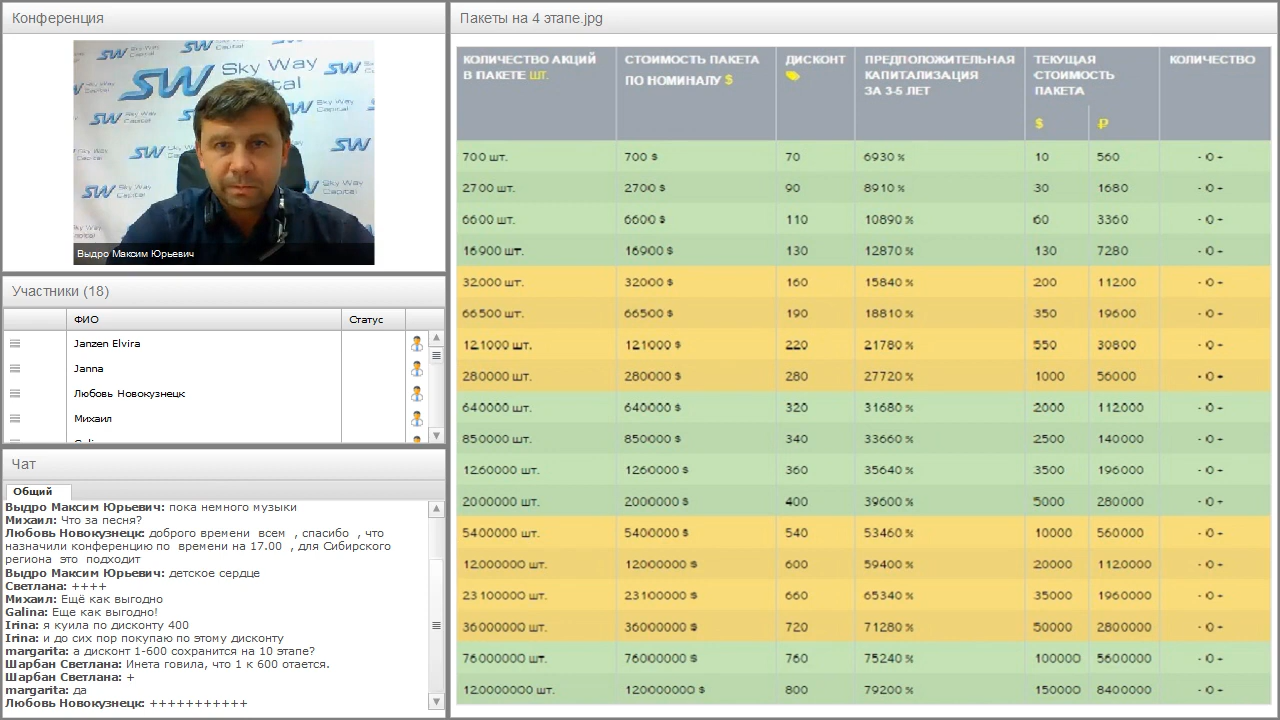 Конференция
SW
Sky Way
Capital
Выдро Максим Юрьевич
Участники (18)
ФИО Статус
Janzen Elvira
Janna
Любовь Новокузнецк
Михаил
Чат
Общий
Выдро Максим Юрьевич: пока немного музыки
Михаил: Что за песня?
Любовь Новокузнецк: доброго времени всем , спасибо , что
назначили конференцию по времени на 17.00 , для Сибирского
региона это подходит
Выдро Максим Юрьевич: детское сердце
Светлана: ++++
Михаил: Ещё как выгодно
Galina: Еще как выгодно!
Irina: я куила по дисконту 400
Irina: и до сих пор покупаю по этому дисконту
margarita: а дисконт 1-600 сохранится на 10 этапе?
Шарбан Светлана: Инета говила, что 1 к 600 отается.
Шарбан Светлана: +
margarita: да
Любовь Новокузнецк: +++++++++++
Пакеты на 4 этапе.jpg
КОЛИЧЕСТВО АКЦИЙ В ПАКЕТЕ ШТ.
СТОИМОСТЬ ПАКЕТА ПО НОМИНАЛУ $
ДИСКОНТ
ПРЕДПОЛОЖИТЕЛЬНАЯ КАПИТАЛИЗАЦИЯ ЗА 3-5 ЛЕТ
ТЕКУЩАЯ СТОИМОСТЬ ПАКЕТА
$ ₽
КОЛИЧЕСТВО
700 шт. 700 $ 70 6930 % 10 560 - 0 +
2700 шт. 2700 $ 90 8910 % 30 1680 - 0 +
6600 шт. 6600 $ 110 10890 % 60 3360 - 0 +
16900 шт. 16900 $ 130 12870 % 130 7280 - 0 +
32000 шт. 32000 $ 160 15840 % 200 11200 - 0 +
66500 шт. 66500 $ 190 18810 % 350 19600 - 0 +
121000 шт. 121000 $ 220 21780 % 550 30800 - 0 +
280000 шт. 280000 $ 280 27720 % 1000 56000 - 0 +
640000 шт. 640000 $ 320 31680 % 2000 112000 - 0 +
850000 шт. 850000 $ 340 33660 % 2500 140000 - 0 +
1260000 шт. 1260000 $ 360 35640 % 3500 196000 - 0 +
2000000 шт. 2000000 $ 400 39600 % 5000 280000 - 0 +
5400000 шт. 5400000 $ 540 53460 % 10000 560000 - 0 +
12000000 шт. 12000000 $ 600 59400 % 20000 1120000 - 0 +
23100000 шт. 23100000 $ 660 65340 % 35000 1960000 - 0 +
36000000 шт. 36000000 $ 720 71280 % 50000 2800000 - 0 +
76000000 шт. 76000000 $ 760 75240 % 100000 5600000 - 0 +
120000000 шт. 120000000 $ 800 79200 % 150000 8400000 - 0 +